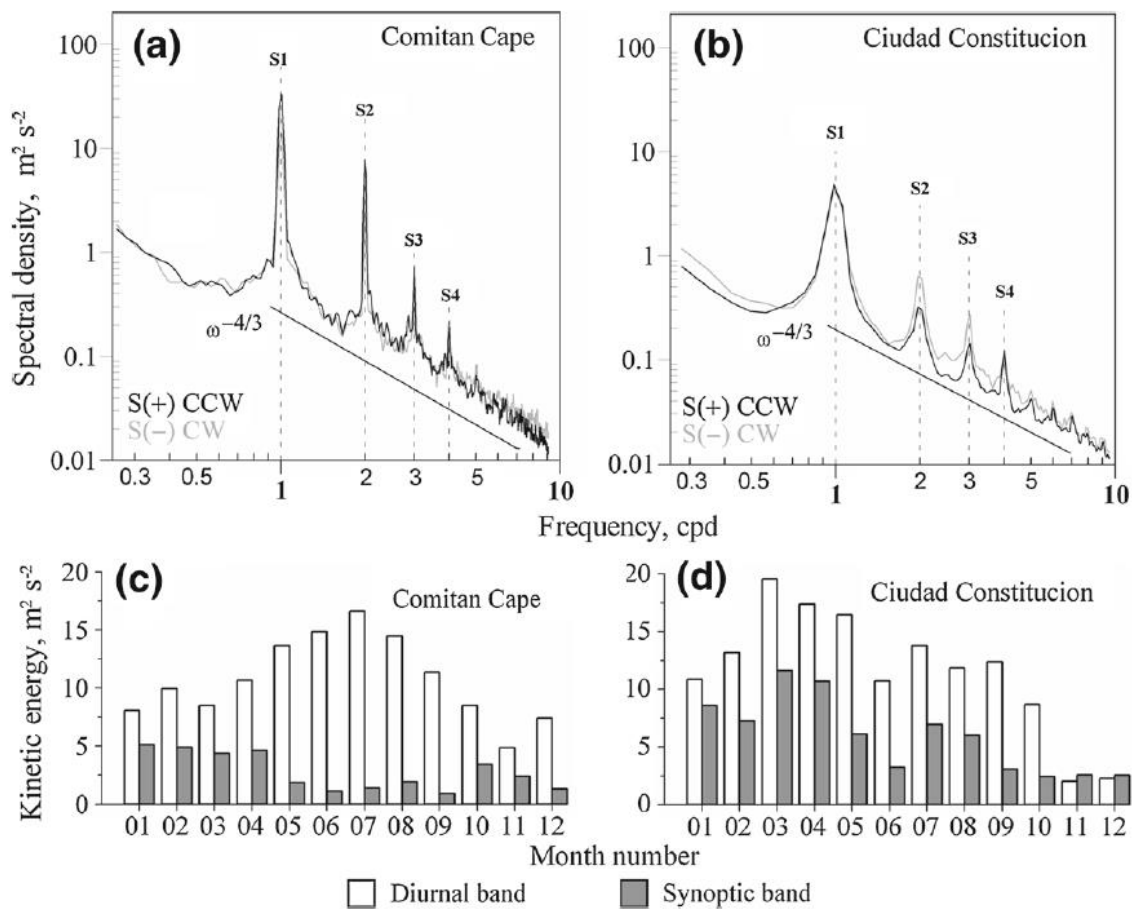 (a)
Comitan Cape
100
10
1
0.1
0.01
S1
S2
S3
S4
ω−4/3
S(+) CCW
S(−) CW
0.3 0.5 1 2 3 5 10
Spectral density, m² s⁻²
(b)
Ciudad Constitucion
100
10
1
0.1
0.01
S1
S2
S3
S4
ω−4/3
S(+) CCW
S(−) CW
0.3 0.5 1 2 3 5 10
Frequency, cpd
(c)
Comitan Cape
20
15
10
5
0
01 02 03 04 05 06 07 08 09 10 11 12
Kinetic energy, m² s⁻²
(d)
Ciudad Constitucion
20
15
10
5
0
01 02 03 04 05 06 07 08 09 10 11 12
Month number
Diurnal band
Synoptic band